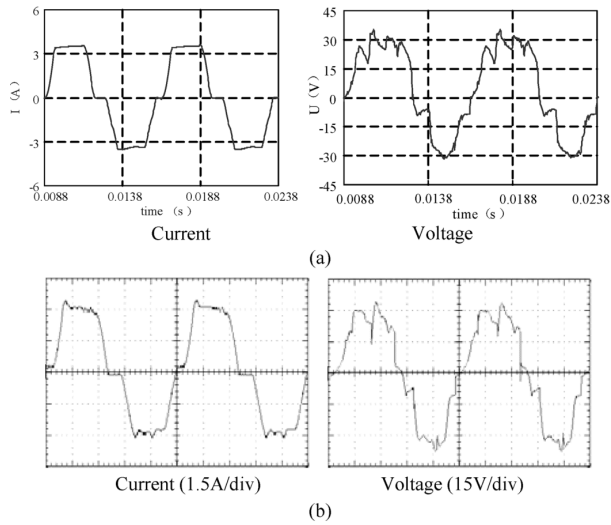 I (A)
6
3
0
-3
-6
0.0088 0.0138 0.0188 0.0238
time (s)
Current
U (V)
45
30
15
0
-15
-30
-45
0.0088 0.0138 0.0188 0.0238
time (s)
Voltage
(a)
Current (1.5A/div)
Voltage (15V/div)
(b)